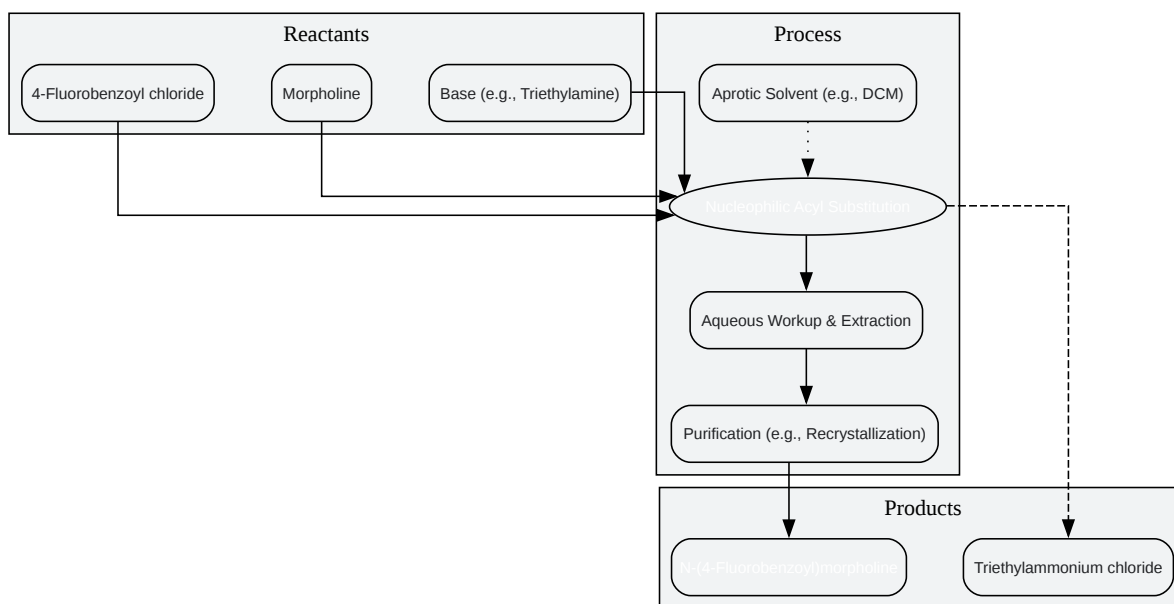 Reactants
4-Fluorobenzoyl chloride
Morpholine
Base (e.g., Triethylamine)
Process
Aprotic Solvent (e.g., DCM)
Nucleophilic Acyl Substitution
Aqueous Workup & Extraction
Purification (e.g., Recrystallization)
Products
N-(4-Fluorobenzoyl)morpholine
Triethylammonium chloride